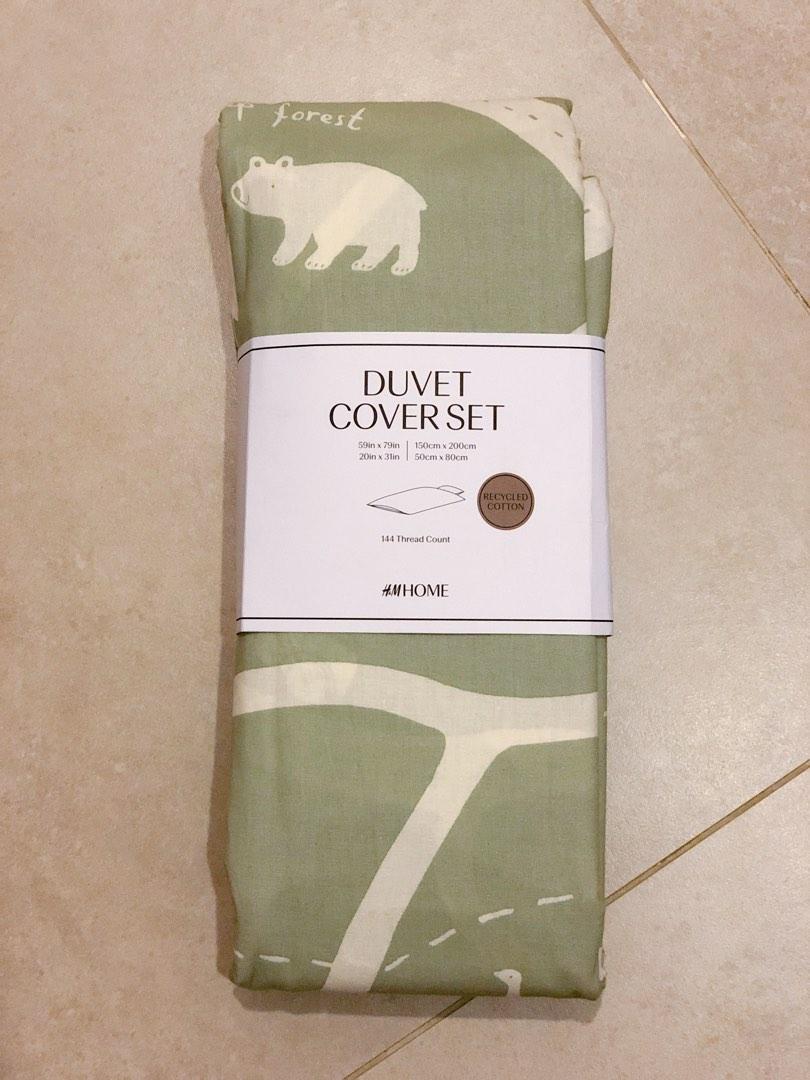 forest
DUVET
COVER SET
59in x 79in | 150cm x 200cm
20in x 31in | 50cm x 80cm
RECYCLED
COTTON
144 Thread Count
H&M HOME